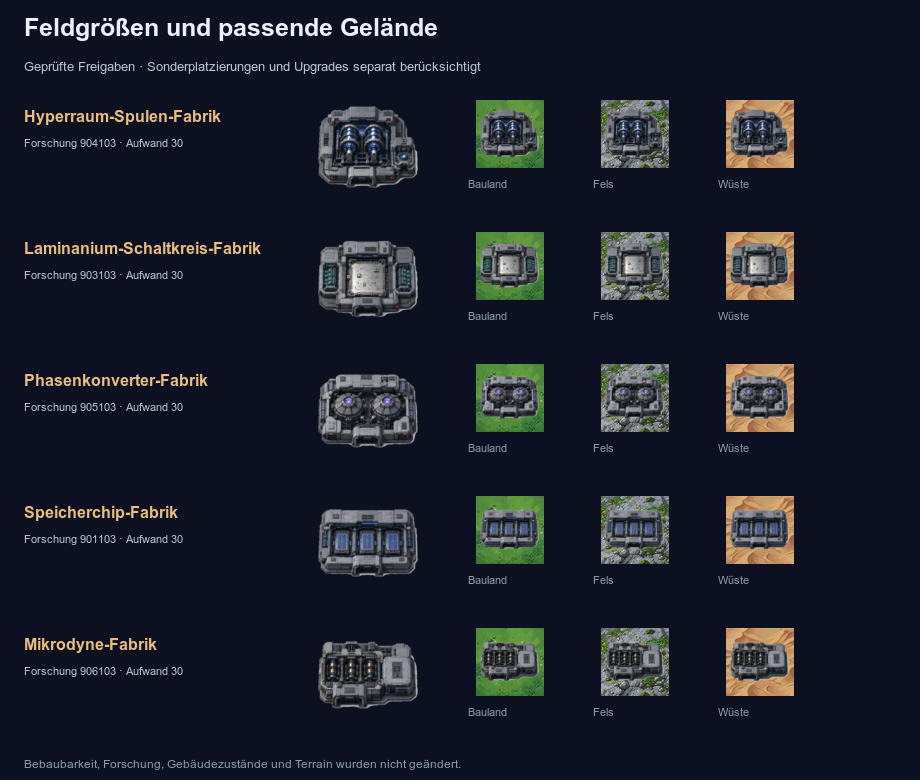 Feldgrößen und passende Gelände
Geprüfte Freigaben · Sonderplatzierungen und Upgrades separat berücksichtigt
Hyperraum-Spulen-Fabrik
Forschung 904103 · Aufwand 30
Bauland Fels Wüste
Laminanium-Schaltkreis-Fabrik
Forschung 903103 · Aufwand 30
Bauland Fels Wüste
Phasenkonverter-Fabrik
Forschung 905103 · Aufwand 30
Bauland Fels Wüste
Speicherchip-Fabrik
Forschung 901103 · Aufwand 30
Bauland Fels Wüste
Mikrodyne-Fabrik
Forschung 906103 · Aufwand 30
Bauland Fels Wüste
Bebaubarkeit, Forschung, Gebäudezustände und Terrain wurden nicht geändert.